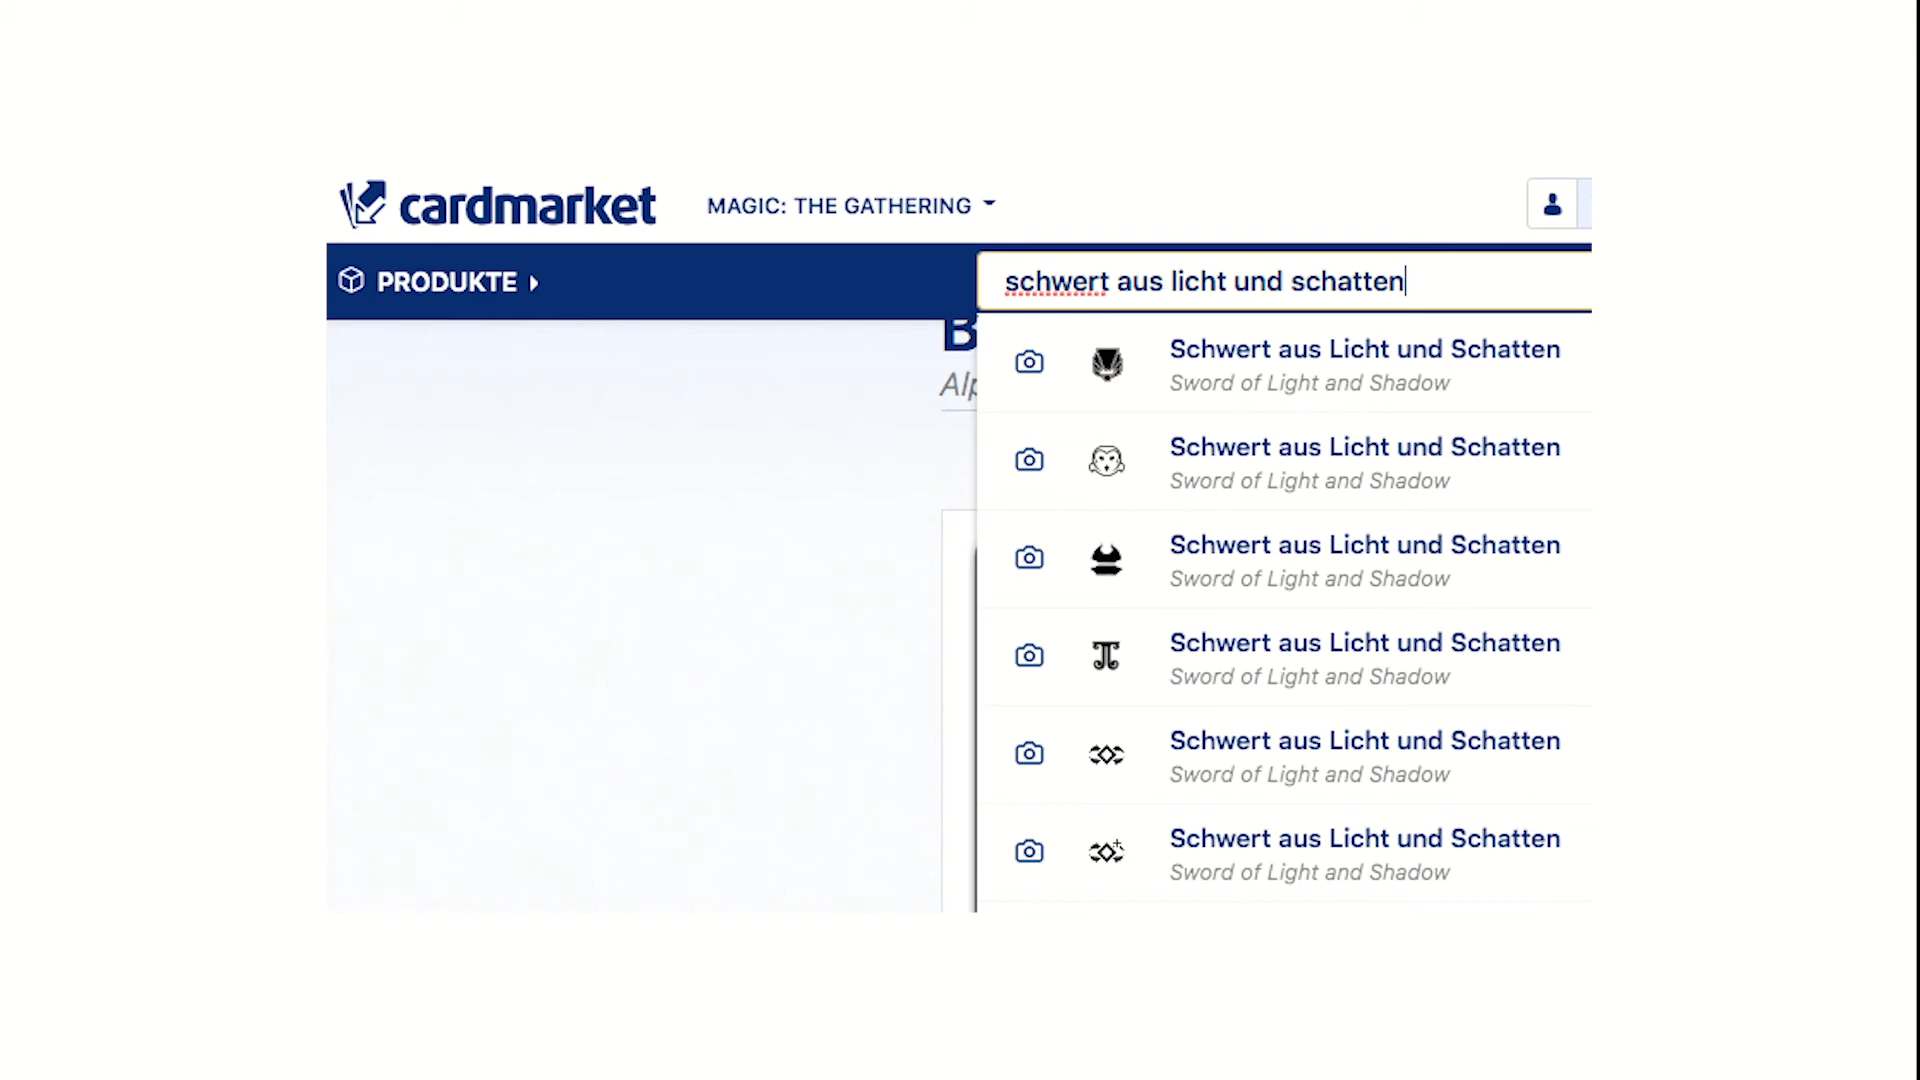 cardmarket
MAGIC: THE GATHERING
PRODUKTE
schwert aus licht und schatten
Schwert aus Licht und Schatten
Sword of Light and Shadow
Schwert aus Licht und Schatten
Sword of Light and Shadow
Schwert aus Licht und Schatten
Sword of Light and Shadow
Schwert aus Licht und Schatten
Sword of Light and Shadow
Schwert aus Licht und Schatten
Sword of Light and Shadow
Schwert aus Licht und Schatten
Sword of Light and Shadow